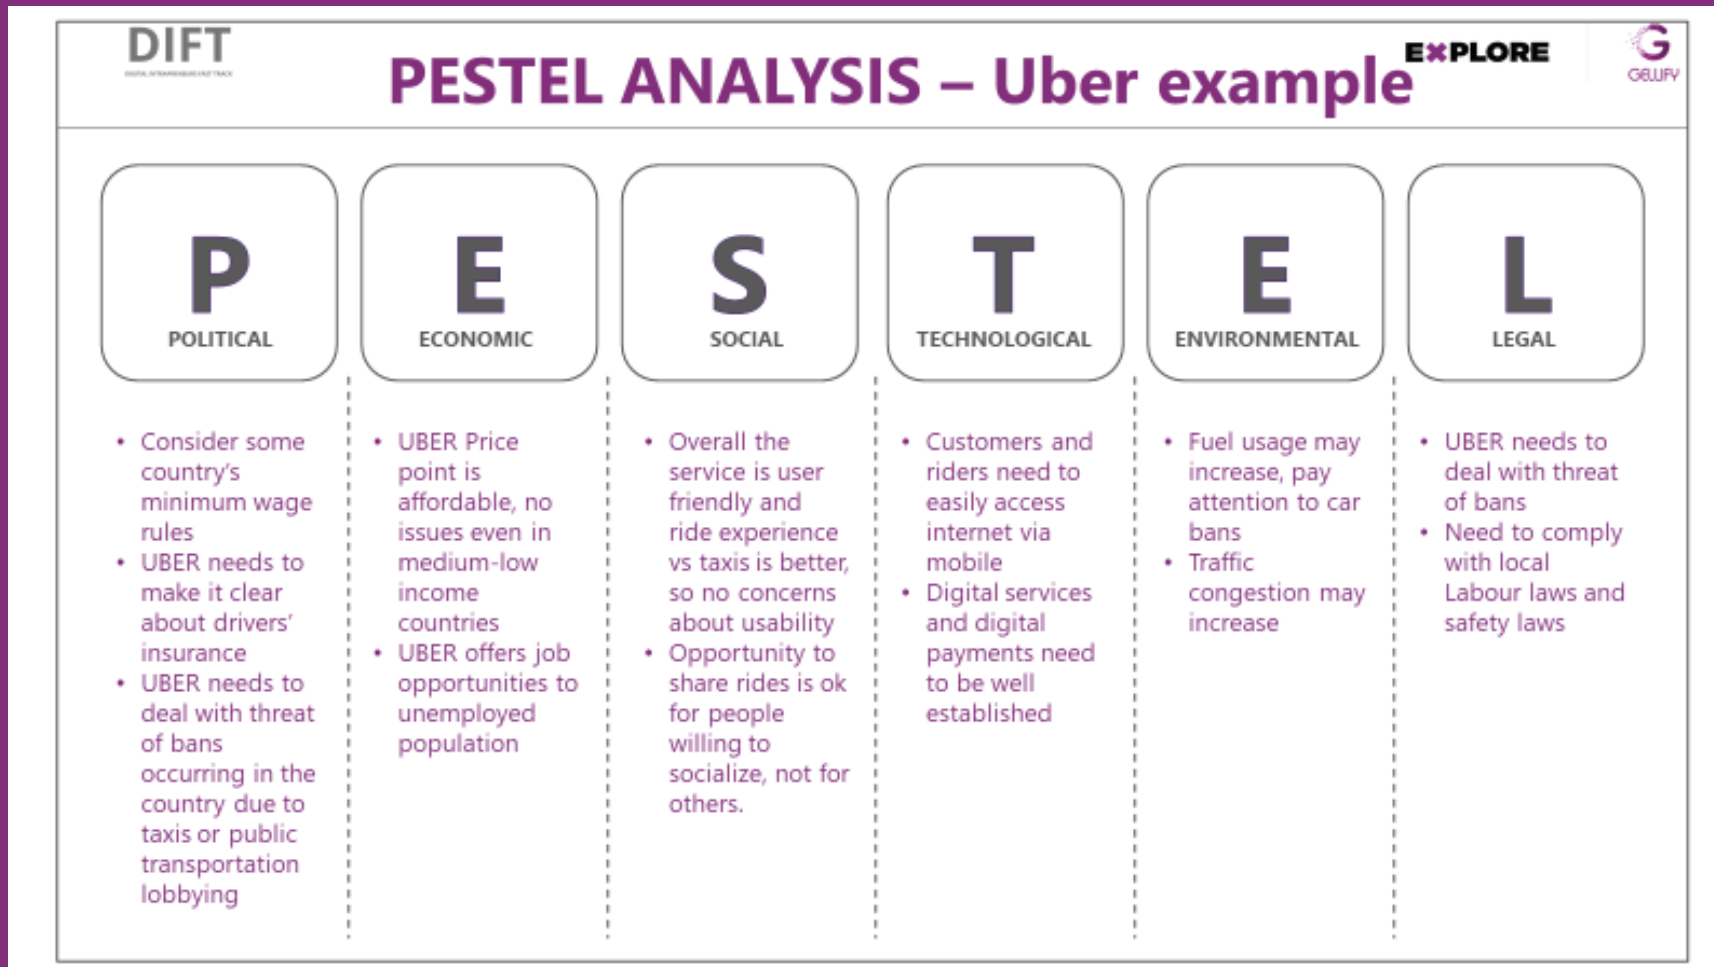 DIFT
DIGITAL INTRAPRENEURS FAST TRACK
PESTEL ANALYSIS – Uber example
EXPLORE
G
GELLIFY
P
POLITICAL
E
ECONOMIC
S
SOCIAL
T
TECHNOLOGICAL
E
ENVIRONMENTAL
L
LEGAL
• Consider some
country's
minimum wage
rules
• UBER needs to
make it clear
about drivers'
insurance
• UBER needs to
deal with threat
of bans
occurring in the
country due to
taxis or public
transportation
lobbying
• UBER Price
point is
affordable, no
issues even in
medium-low
income
countries
• UBER offers job
opportunities to
unemployed
population
• Overall the
service is user
friendly and
ride experience
vs taxis is better,
so no concerns
about usability
• Opportunity to
share rides is ok
for people
willing to
socialize, not for
others.
• Customers and
riders need to
easily access
internet via
mobile
• Digital services
and digital
payments need
to be well
established
• Fuel usage may
increase, pay
attention to car
bans
• Traffic
congestion may
increase
• UBER needs to
deal with threat
of bans
• Need to comply
with local
Labour laws and
safety laws